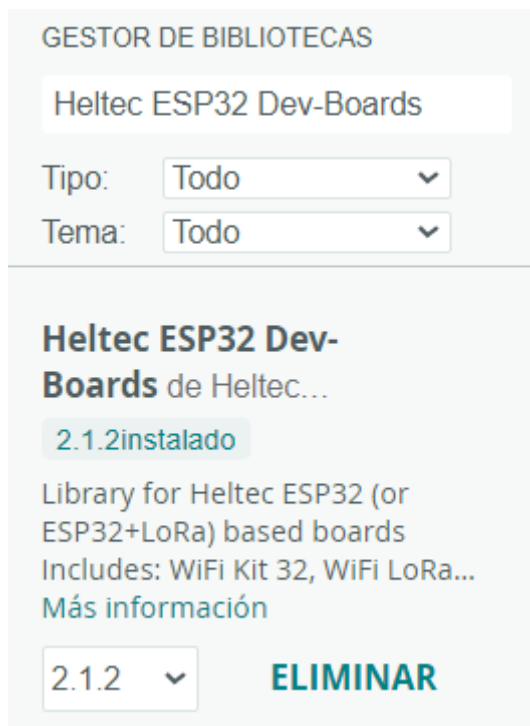 GESTOR DE BIBLIOTECAS
Heltec ESP32 Dev-Boards
Tipo: Todo
Tema: Todo
Heltec ESP32 Dev-
Boards de Heltec...
2.1.2instalado
Library for Heltec ESP32 (or
ESP32+LoRa) based boards
Includes: WiFi Kit 32, WiFi LoRa...
Más información
2.1.2 ELIMINAR